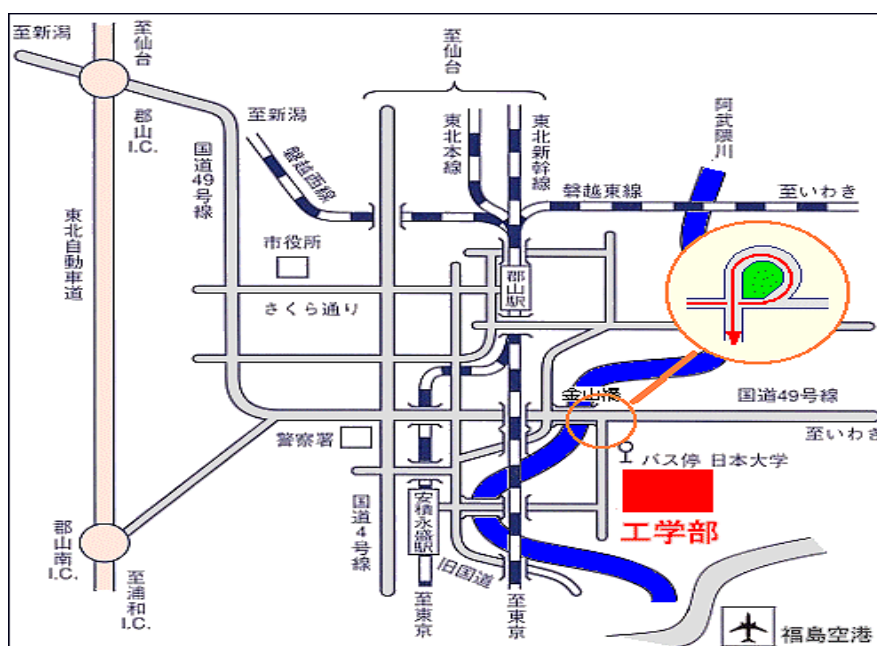 至新潟
至仙台
至仙台
郡山
I.C.
国道49号線
至新潟
磐越西線
東北本線
東北新幹線
阿武隈川
磐越東線
至いわき
東北自動車道
市役所
郡山駅
さくら通り
金山橋
国道49号線
至いわき
警察署
バス停 日本大学
工学部
国道4号線
安積永盛駅
旧国道
郡山南
I.C.
至浦和
I.C.
至東京
至東京
福島空港